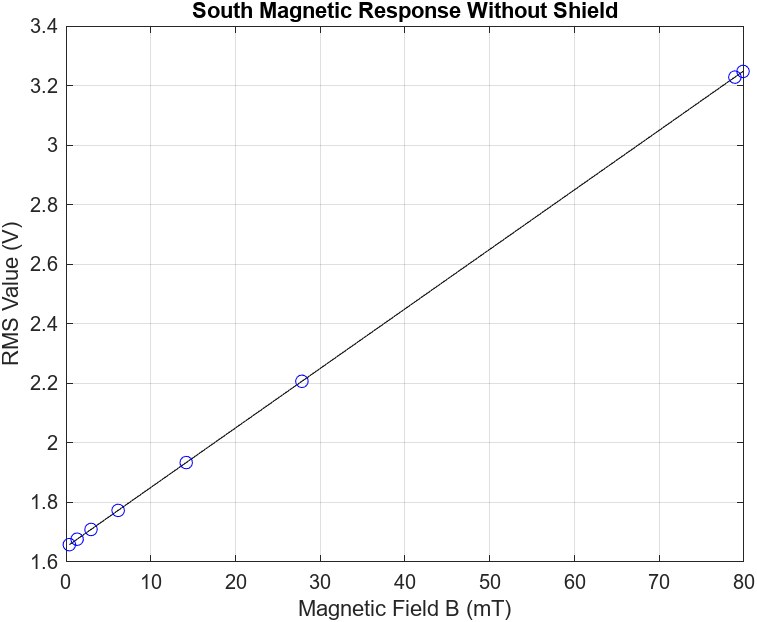 South Magnetic Response Without Shield
3.4
3.2
3
2.8
2.6
2.4
2.2
2
1.8
1.6
RMS Value (V)
0 10 20 30 40 50 60 70 80
Magnetic Field B (mT)